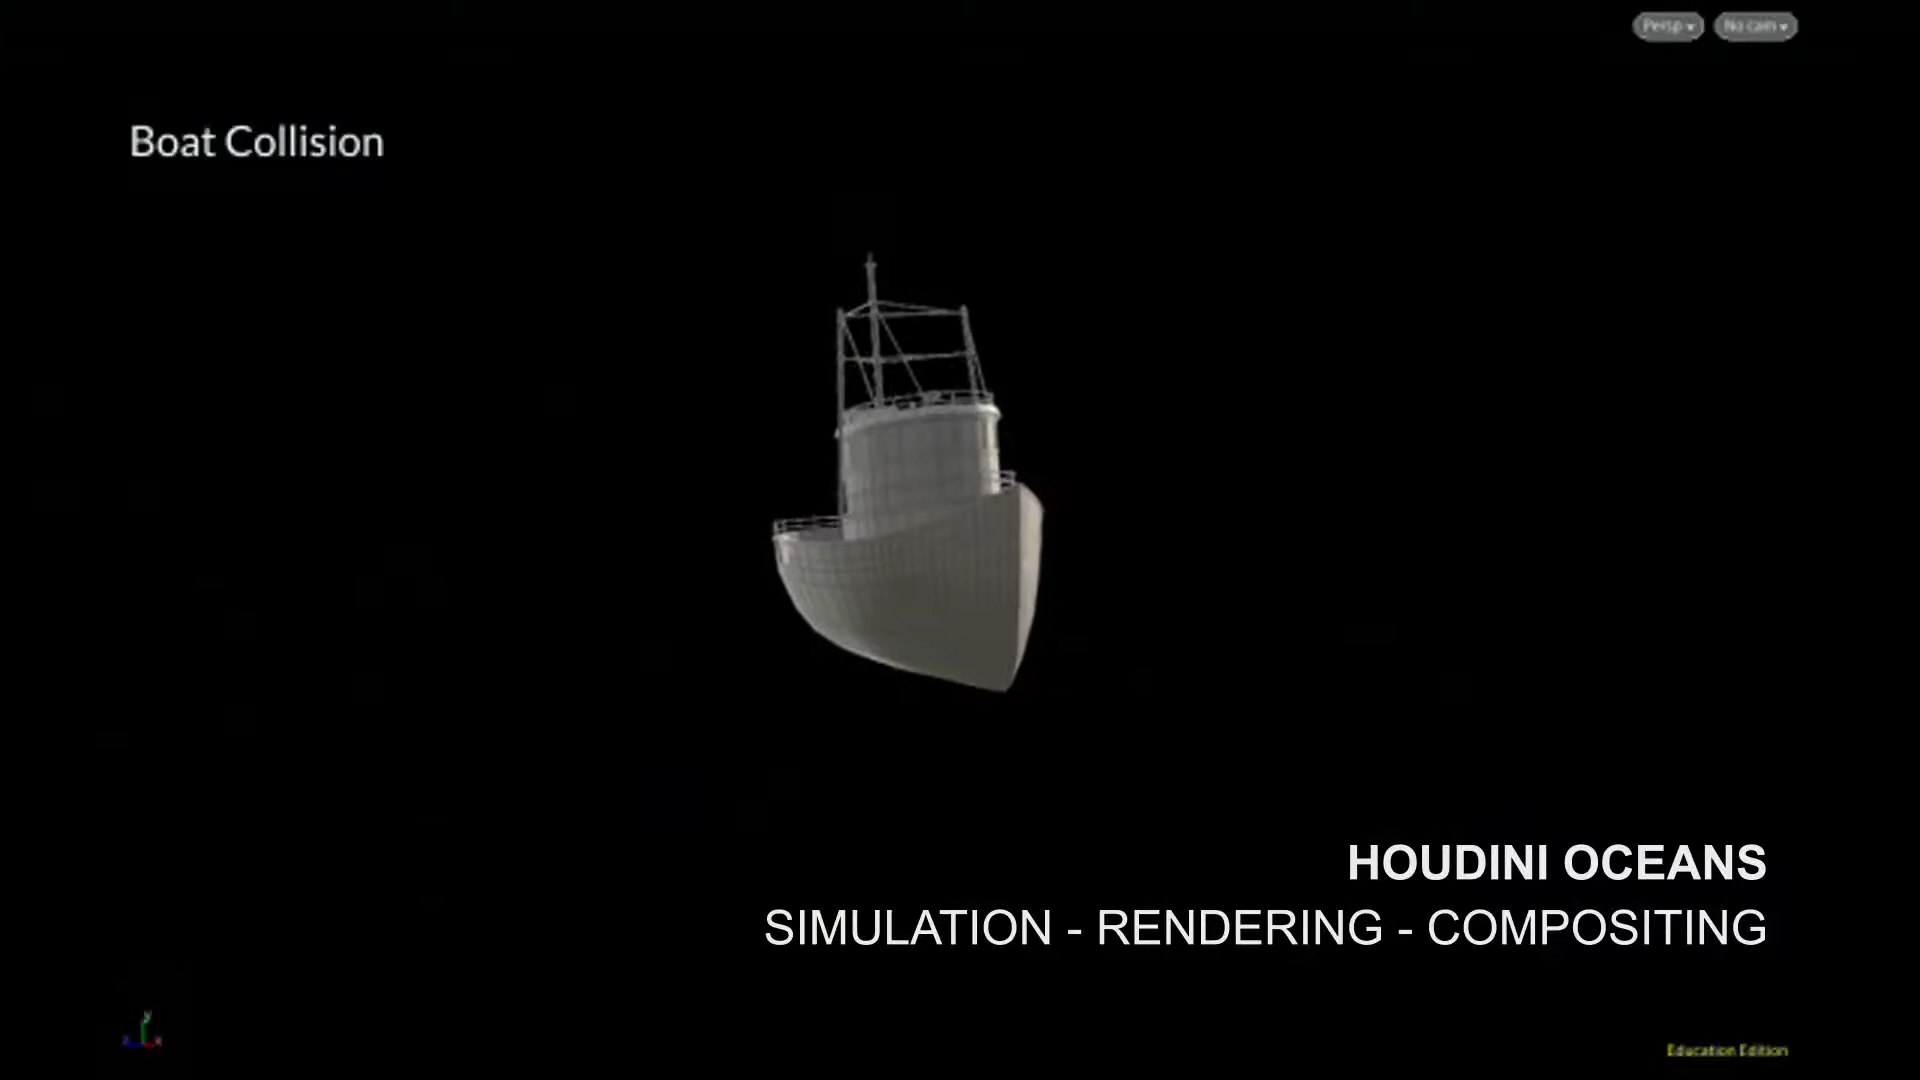 Persp
No cam
Boat Collision
HOUDINI OCEANS
SIMULATION - RENDERING - COMPOSITING
y
z x
Education Edition